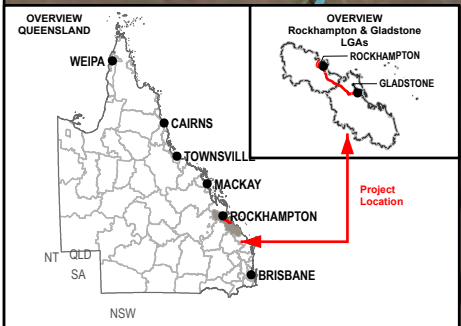 OVERVIEW
QUEENSLAND
WEIPA
CAIRNS
TOWNSVILLE
MACKAY
ROCKHAMPTON
BRISBANE
NT
QLD
SA
NSW
OVERVIEW
Rockhampton & Gladstone
LGAs
ROCKHAMPTON
GLADSTONE
Project
Location